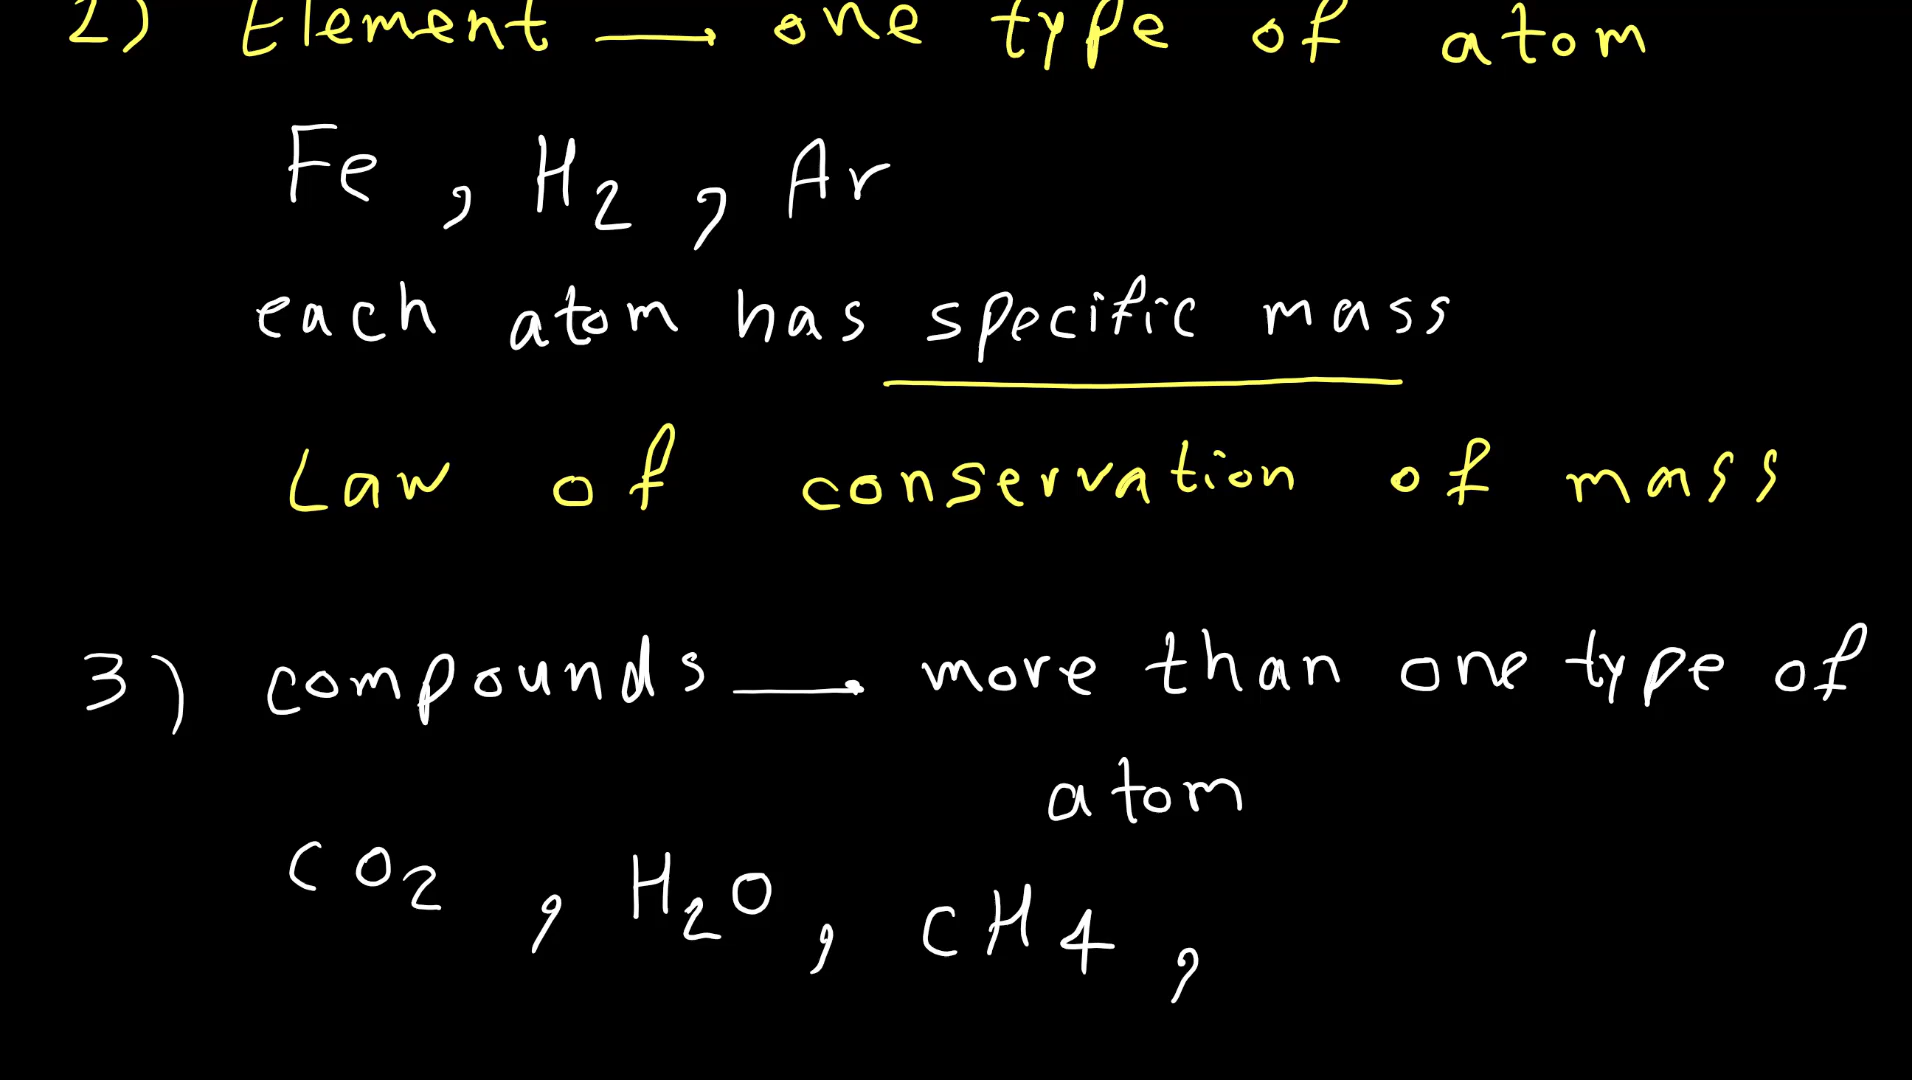 2) Element → one type of atom
Fe, H2, Ar
each atom has specific mass
Law of conservation of mass
3) compounds → more than one type of
atom
CO2, H2O, CH4,